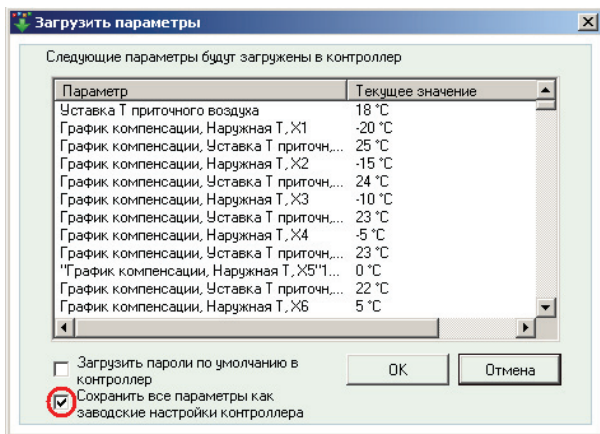 Загрузить параметры
Следующие параметры будут загружены в контроллер
Параметр Текущее значение
Уставка Т приточного воздуха 18 °C
График компенсации, Наружная Т, X1 -20 °C
График компенсации, Уставка Т приточн,... 25 °C
График компенсации, Наружная Т, X2 -15 °C
График компенсации, Уставка Т приточн,... 24 °C
График компенсации, Наружная Т, X3 -10 °C
График компенсации, Уставка Т приточн,... 23 °C
График компенсации, Наружная Т, X4 -5 °C
График компенсации, Уставка Т приточн,... 23 °C
"График компенсации, Наружная Т, X5"1... 0 °C
График компенсации, Уставка Т приточн,... 22 °C
График компенсации, Наружная Т, X6 5 °C
Загрузить пароли по умолчанию в
контроллер
Сохранить все параметры как
заводские настройки контроллера
OK Отмена